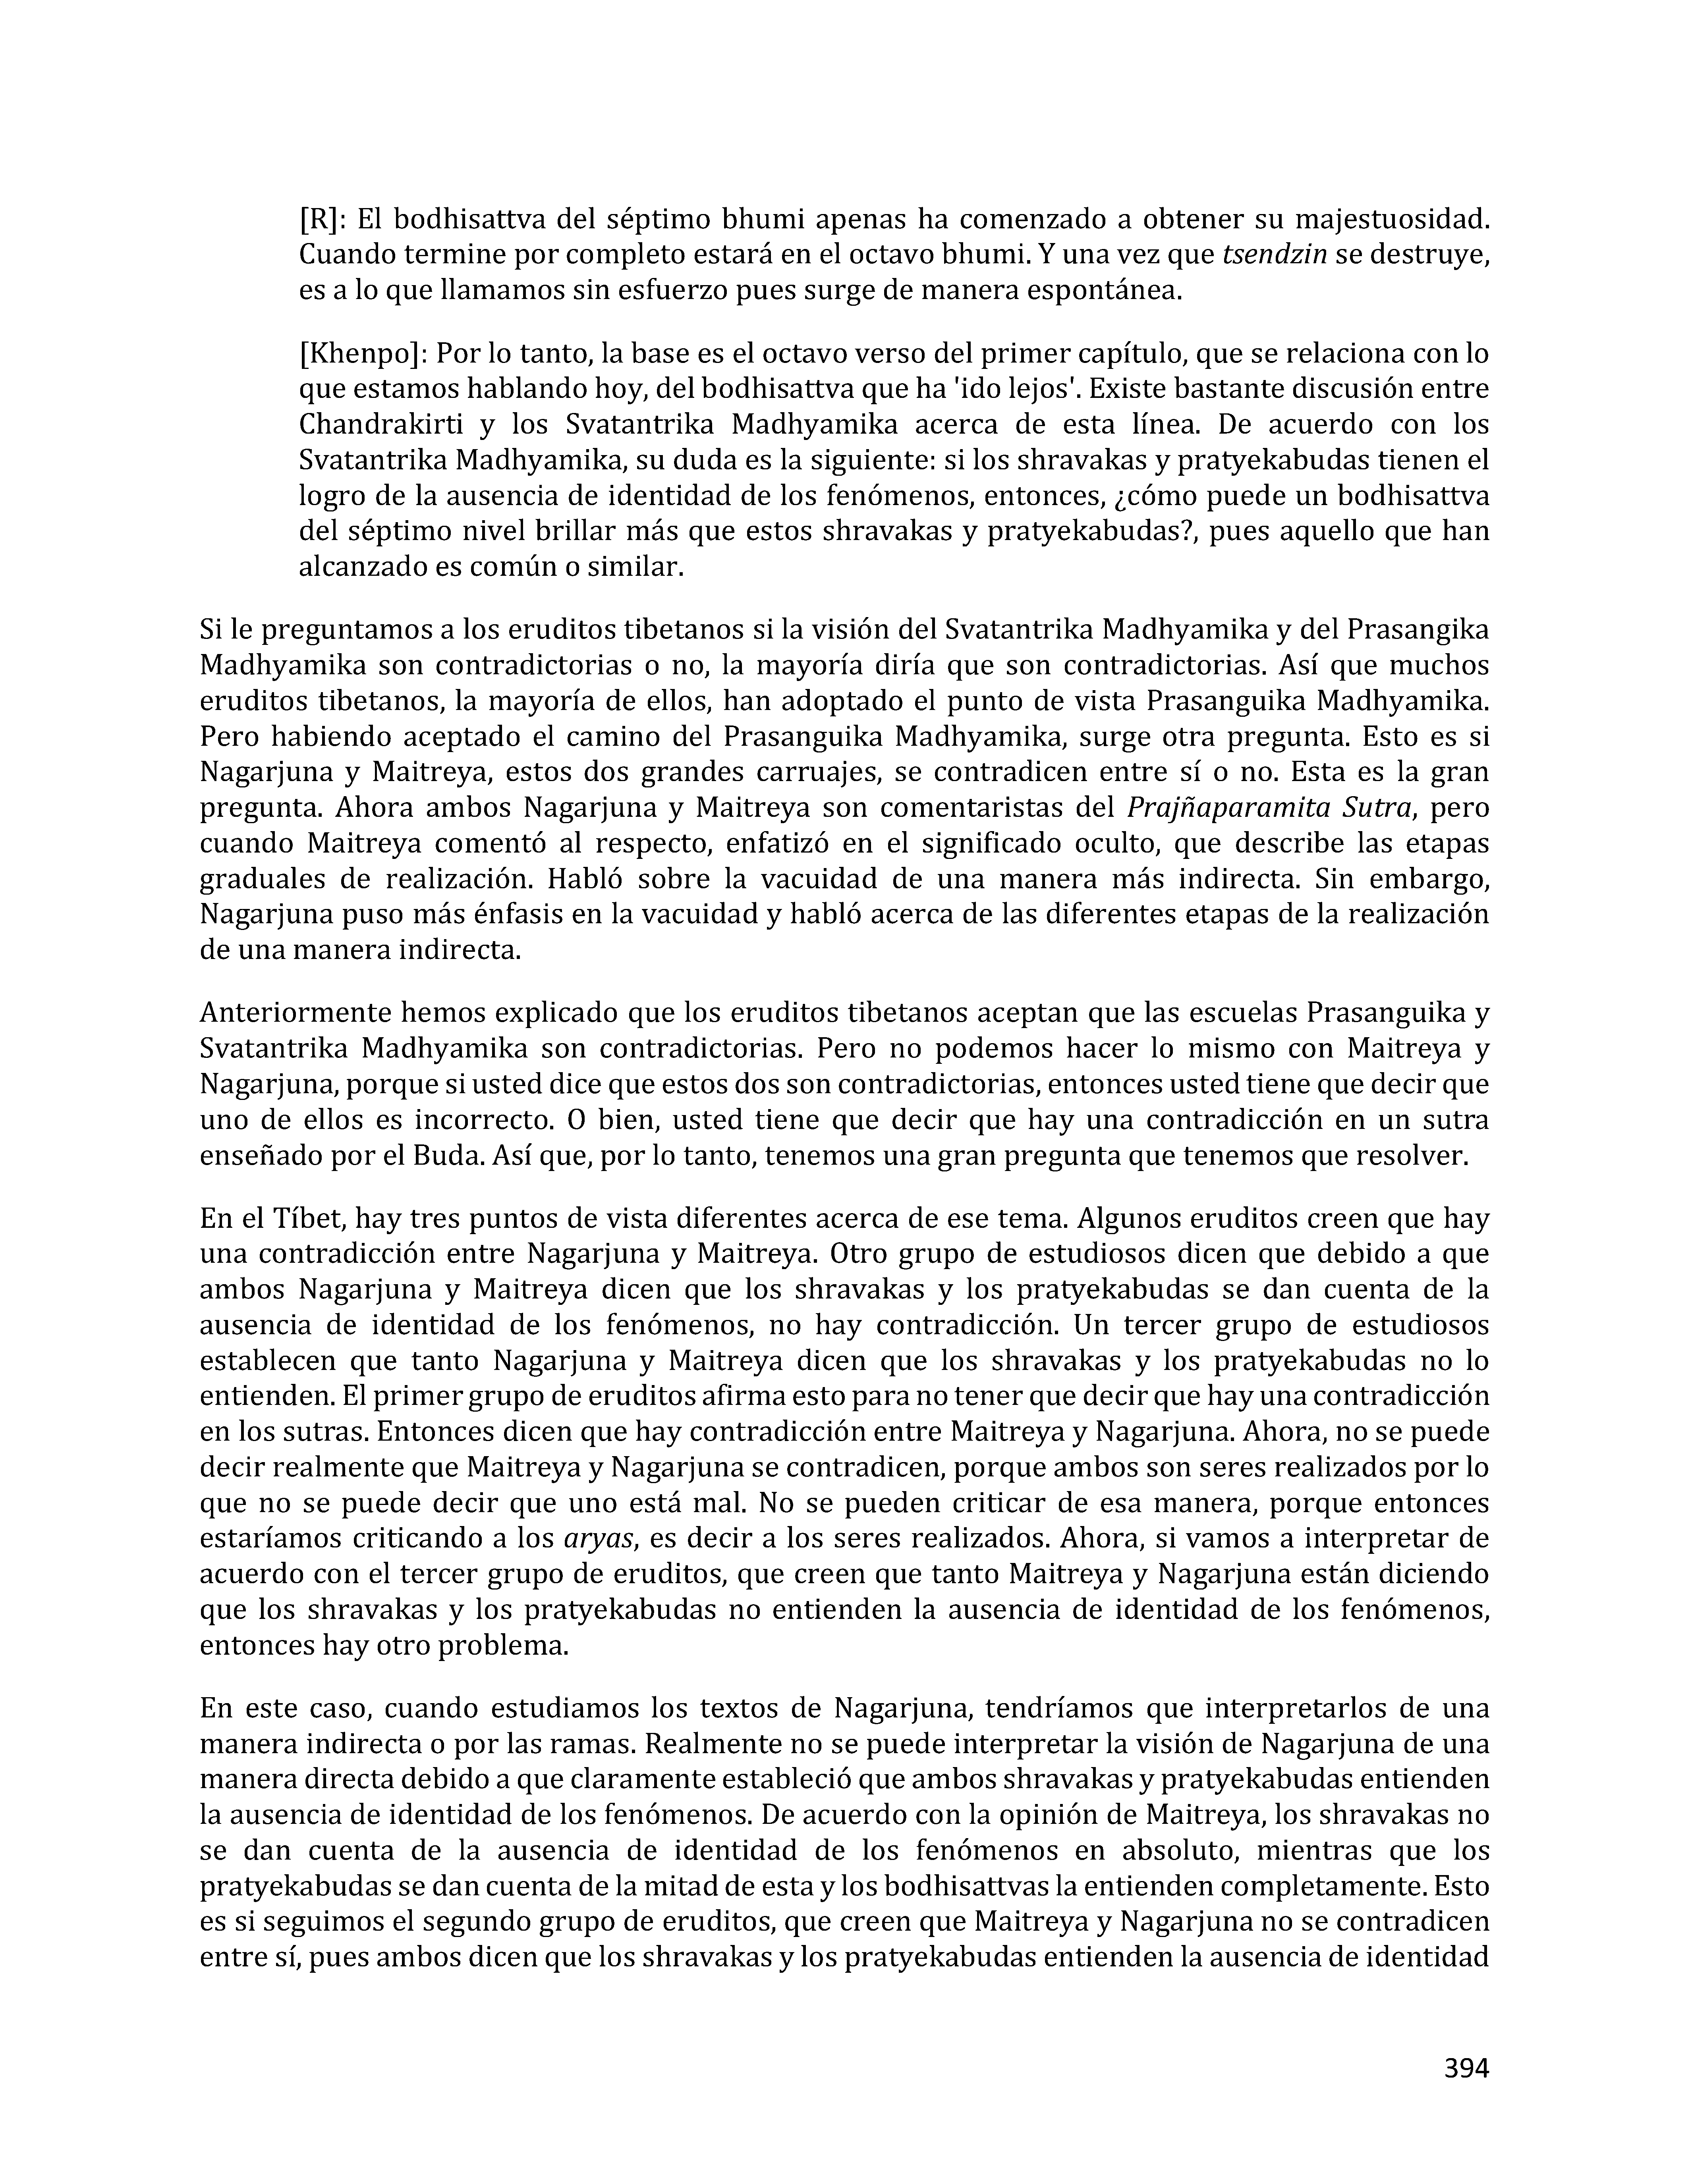 [R]: El bodhisattva del séptimo bhumi apenas ha comenzado a obtener su majestuosidad.
Cuando termine por completo estará en el octavo bhumi. Y una vez que tsendzin se destruye,
es a lo que llamamos sin esfuerzo pues surge de manera espontánea.
[Khenpo]: Por lo tanto, la base es el octavo verso del primer capítulo, que se relaciona con lo
que estamos hablando hoy, del bodhisattva que ha 'ido lejos'. Existe bastante discusión entre
Chandrakirti y los Svatantrika Madhyamika acerca de esta línea. De acuerdo con los
Svatantrika Madhyamika, su duda es la siguiente: si los shravakas y pratyekabudas tienen el
logro de la ausencia de identidad de los fenómenos, entonces, ¿cómo puede un bodhisattva
del séptimo nivel brillar más que estos shravakas y pratyekabudas?, pues aquello que han
alcanzado es común o similar.
Si le preguntamos a los eruditos tibetanos si la visión del Svatantrika Madhyamika y del Prasangika
Madhyamika son contradictorias o no, la mayoría diría que son contradictorias. Así que muchos
eruditos tibetanos, la mayoría de ellos, han adoptado el punto de vista Prasanguika Madhyamika.
Pero habiendo aceptado el camino del Prasanguika Madhyamika, surge otra pregunta. Esto es si
Nagarjuna y Maitreya, estos dos grandes carruajes, se contradicen entre sí o no. Esta es la gran
pregunta. Ahora ambos Nagarjuna y Maitreya son comentaristas del Prajñaparamita Sutra, pero
cuando Maitreya comentó al respecto, enfatizó en el significado oculto, que describe las etapas
graduales de realización. Habló sobre la vacuidad de una manera más indirecta. Sin embargo,
Nagarjuna puso más énfasis en la vacuidad y habló acerca de las diferentes etapas de la realización
de una manera indirecta.
Anteriormente hemos explicado que los eruditos tibetanos aceptan que las escuelas Prasanguika y
Svatantrika Madhyamika son contradictorias. Pero no podemos hacer lo mismo con Maitreya y
Nagarjuna, porque si usted dice que estos dos son contradictorias, entonces usted tiene que decir que
uno de ellos es incorrecto. O bien, usted tiene que decir que hay una contradicción en un sutra
enseñado por el Buda. Así que, por lo tanto, tenemos una gran pregunta que tenemos que resolver.
En el Tíbet, hay tres puntos de vista diferentes acerca de ese tema. Algunos eruditos creen que hay
una contradicción entre Nagarjuna y Maitreya. Otro grupo de estudiosos dicen que debido a que
ambos Nagarjuna y Maitreya dicen que los shravakas y los pratyekabudas se dan cuenta de la
ausencia de identidad de los fenómenos, no hay contradicción. Un tercer grupo de estudiosos
establecen que tanto Nagarjuna y Maitreya dicen que los shravakas y los pratyekabudas no lo
entienden. El primer grupo de eruditos afirma esto para no tener que decir que hay una contradicción
en los sutras. Entonces dicen que hay contradicción entre Maitreya y Nagarjuna. Ahora, no se puede
decir realmente que Maitreya y Nagarjuna se contradicen, porque ambos son seres realizados por lo
que no se puede decir que uno está mal. No se pueden criticar de esa manera, porque entonces
estaríamos criticando a los aryas, es decir a los seres realizados. Ahora, si vamos a interpretar de
acuerdo con el tercer grupo de eruditos, que creen que tanto Maitreya y Nagarjuna están diciendo
que los shravakas y los pratyekabudas no entienden la ausencia de identidad de los fenómenos,
entonces hay otro problema.
En este caso, cuando estudiamos los textos de Nagarjuna, tendríamos que interpretarlos de una
manera indirecta o por las ramas. Realmente no se puede interpretar la visión de Nagarjuna de una
manera directa debido a que claramente estableció que ambos shravakas y pratyekabudas entienden
la ausencia de identidad de los fenómenos. De acuerdo con la opinión de Maitreya, los shravakas no
se dan cuenta de la ausencia de identidad de los fenómenos en absoluto, mientras que los
pratyekabudas se dan cuenta de la mitad de esta y los bodhisattvas la entienden completamente. Esto
es si seguimos el segundo grupo de eruditos, que creen que Maitreya y Nagarjuna no se contradicen
entre sí, pues ambos dicen que los shravakas y los pratyekabudas entienden la ausencia de identidad
394